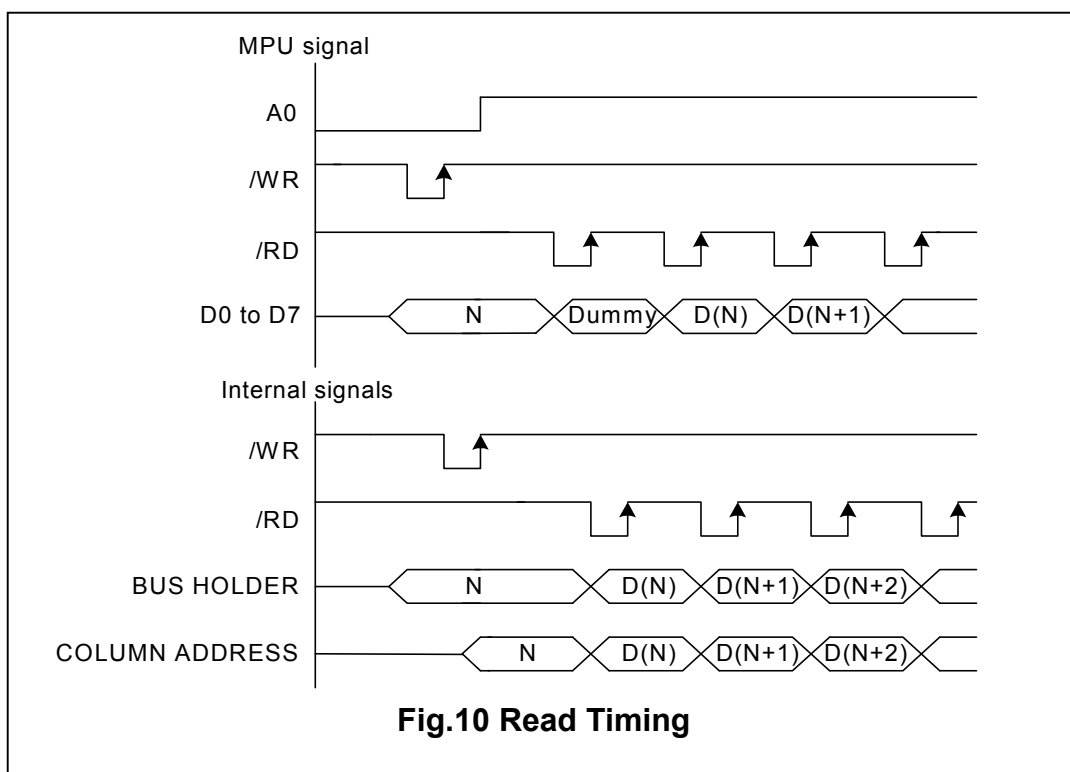 MPU signal
A0
/WR
/RD
D0 to D7 N Dummy D(N) D(N+1)
Internal signals
/WR
/RD
BUS HOLDER N D(N) D(N+1) D(N+2)
COLUMN ADDRESS N D(N) D(N+1) D(N+2)
Fig.10 Read Timing